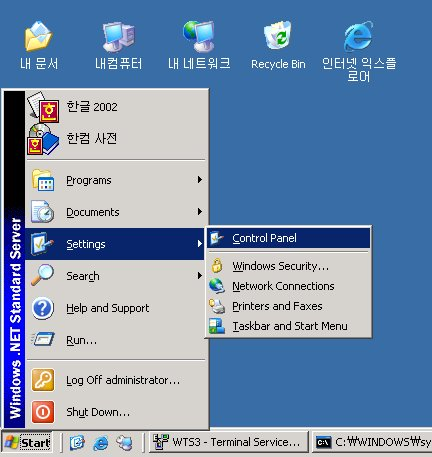 내 문서
내컴퓨터
내 네트워크
Recycle Bin
인터넷 익스플
로어
한글 2002
한컴 사전
Programs
Documents
Settings
Search
Help and Support
Run...
Log Off administrator...
Shut Down...
Windows .NET Standard Server
Control Panel
Windows Security...
Network Connections
Printers and Faxes
Taskbar and Start Menu
Start
WTS3 - Terminal Service...
C:₩WINDOWS₩sy